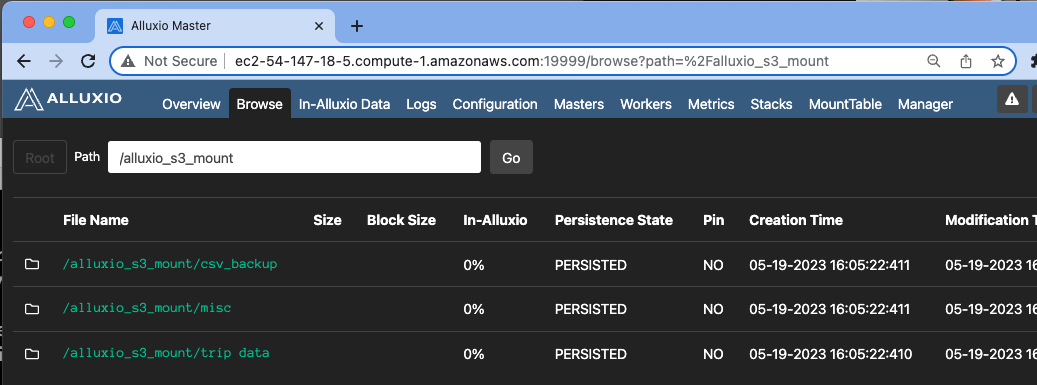 Alluxio Master
Not Secure ec2-54-147-18-5.compute-1.amazonaws.com:19999/browse?path=%2Falluxio_s3_mount
ALLUXIO Overview Browse In-Alluxio Data Logs Configuration Masters Workers Metrics Stacks MountTable Manager
Root Path /alluxio_s3_mount Go
File Name Size Block Size In-Alluxio Persistence State Pin Creation Time Modification T
/alluxio_s3_mount/csv_backup 0% PERSISTED NO 05-19-2023 16:05:22:411 05-19-2023 16
/alluxio_s3_mount/misc 0% PERSISTED NO 05-19-2023 16:05:22:411 05-19-2023 16
/alluxio_s3_mount/trip data 0% PERSISTED NO 05-19-2023 16:05:22:410 05-19-2023 16